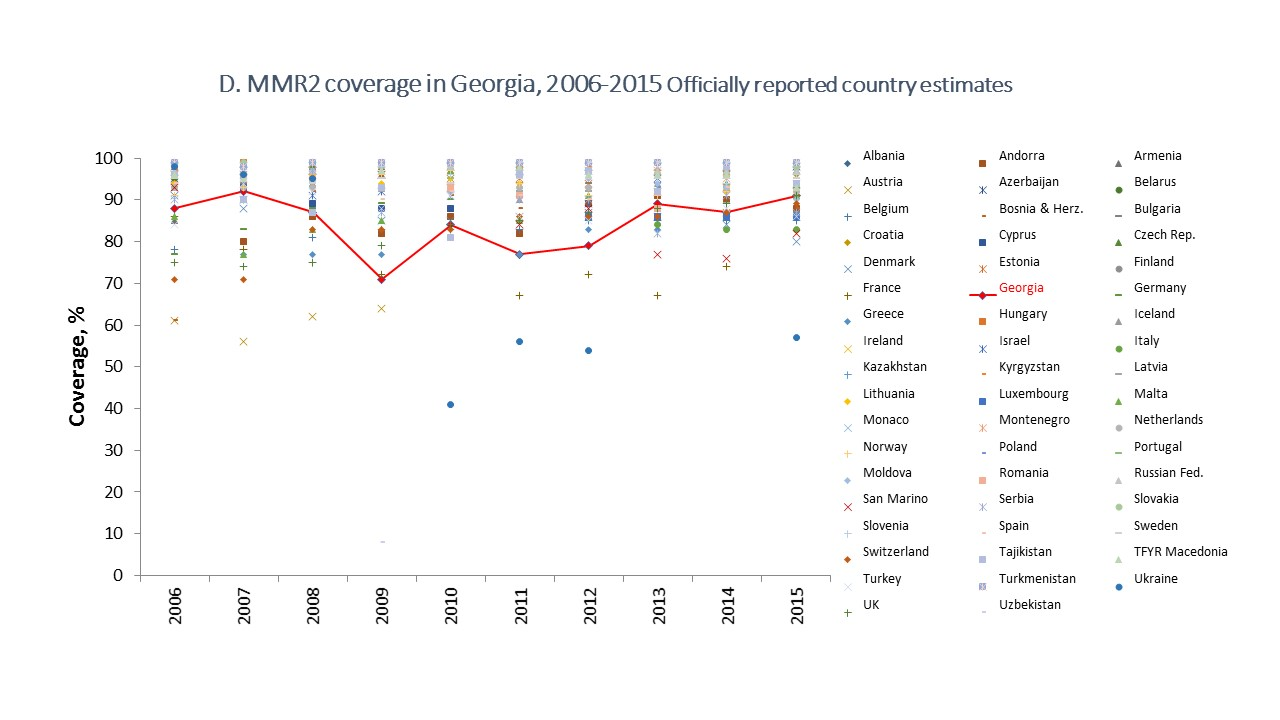 D. MMR2 coverage in Georgia, 2006-2015 Officially reported country estimates
Coverage, %
100
90
80
70
60
50
40
30
20
10
0
2006 2007 2008 2009 2010 2011 2012 2013 2014 2015
Albania Andorra Armenia
Austria Azerbaijan Belarus
Belgium Bosnia & Herz. Bulgaria
Croatia Cyprus Czech Rep.
Denmark Estonia Finland
France Georgia Germany
Greece Hungary Iceland
Ireland Israel Italy
Kazakhstan Kyrgyzstan Latvia
Lithuania Luxembourg Malta
Monaco Montenegro Netherlands
Norway Poland Portugal
Moldova Romania Russian Fed.
San Marino Serbia Slovakia
Slovenia Spain Sweden
Switzerland Tajikistan TFYR Macedonia
Turkey Turkmenistan Ukraine
UK Uzbekistan